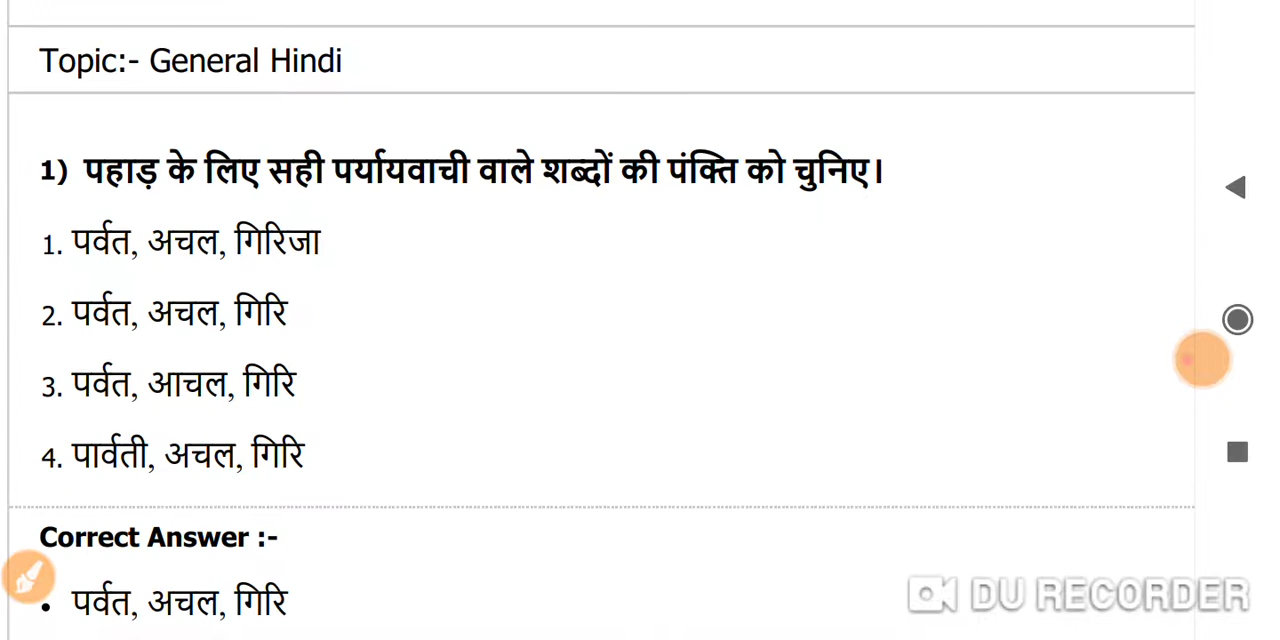 Topic:- General Hindi
1) पहाड़ के लिए सही पर्यायवाची वाले शब्दों की पंक्ति को चुनिए।
1. पर्वत, अचल, गिरिजा
2. पर्वत, अचल, गिरि
3. पर्वत, आचल, गिरि
4. पार्वती, अचल, गिरि
Correct Answer :-
• पर्वत, अचल, गिरि
DU RECORDER